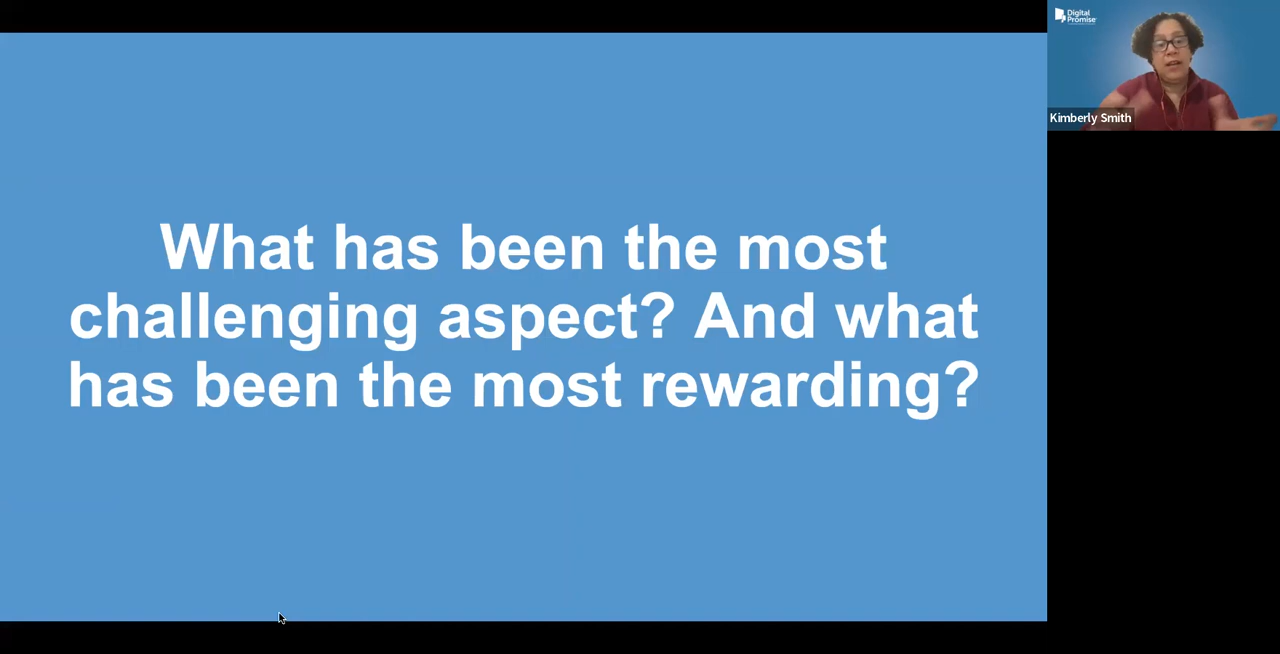 What has been the most
challenging aspect? And what
has been the most rewarding?
Digital
Promise
Kimberly Smith